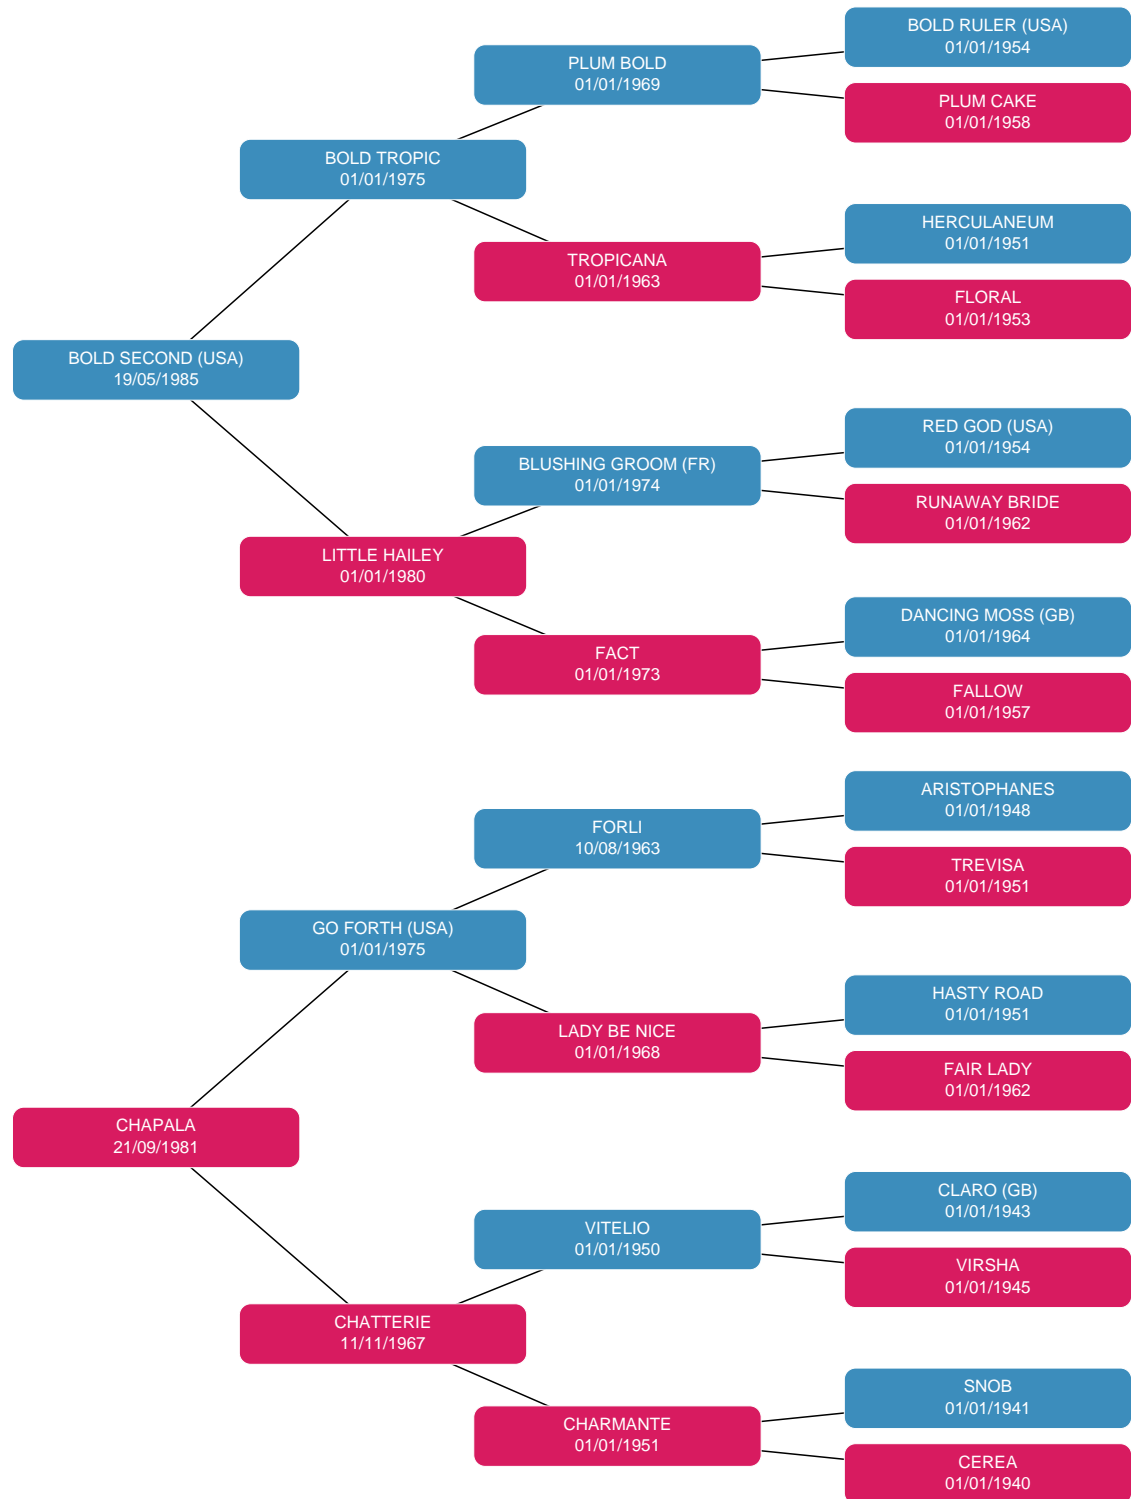 BOLD RULER (USA)
01/01/1954
PLUM BOLD
01/01/1969
PLUM CAKE
01/01/1958
BOLD TROPIC
01/01/1975
HERCULANEUM
01/01/1951
TROPICANA
01/01/1963
FLORAL
01/01/1953
BOLD SECOND (USA)
19/05/1985
RED GOD (USA)
01/01/1954
BLUSHING GROOM (FR)
01/01/1974
RUNAWAY BRIDE
01/01/1962
LITTLE HAILEY
01/01/1980
DANCING MOSS (GB)
01/01/1964
FACT
01/01/1973
FALLOW
01/01/1957
ARISTOPHANES
01/01/1948
FORLI
10/08/1963
TREVISA
01/01/1951
GO FORTH (USA)
01/01/1975
HASTY ROAD
01/01/1951
LADY BE NICE
01/01/1968
FAIR LADY
01/01/1962
CHAPALA
21/09/1981
CLARO (GB)
01/01/1943
VITELIO
01/01/1950
VIRSHA
01/01/1945
CHATTERIE
11/11/1967
SNOB
01/01/1941
CHARMANTE
01/01/1951
CEREA
01/01/1940